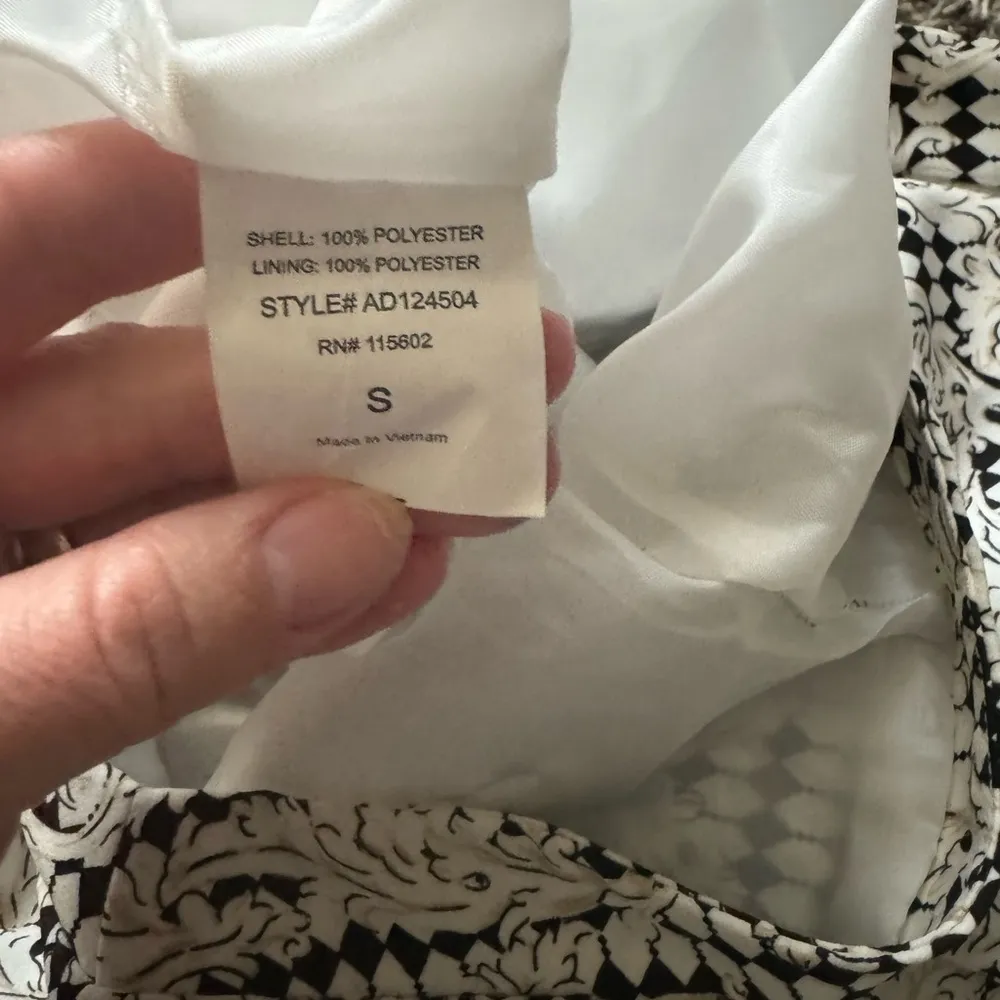 SHELL: 100% POLYESTER
LINING: 100% POLYESTER
STYLE# AD124504
RN# 115602
S
Made in Vietnam